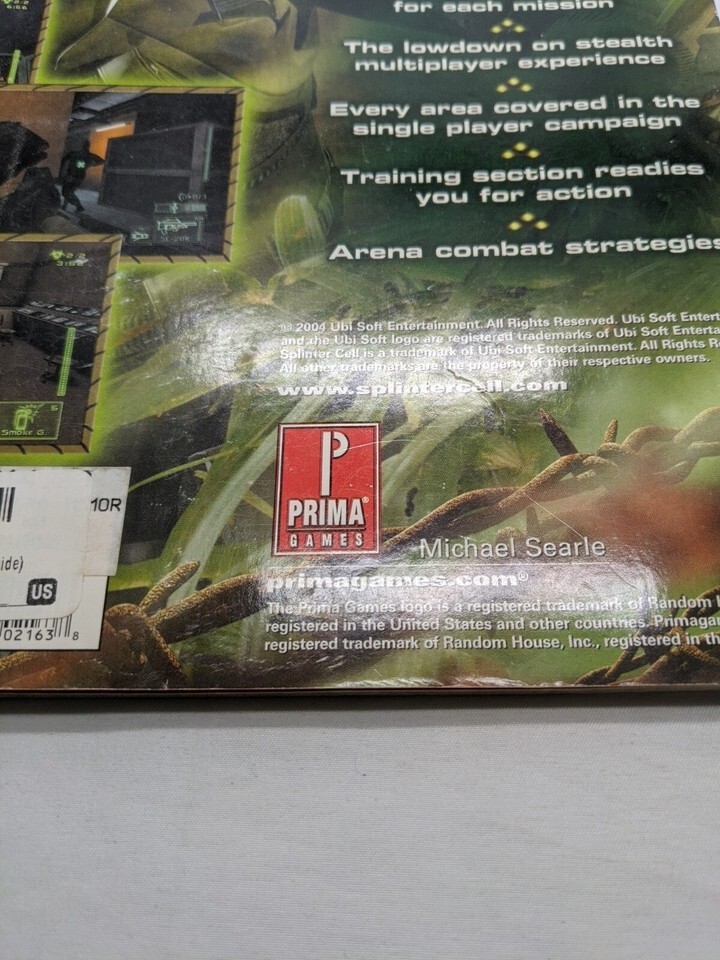 for each mission
The lowdown on stealth
multiplayer experience
Every area covered in the
single player campaign
Training section readies
you for action
Arena combat strategies
2004 Ubi Soft Entertainment. All Rights Reserved. Ubi Soft
and the Ubi Soft logo are registered trademarks of Ubi Soft
Splinter Cell is a trademark of Ubi Soft Entertainment. All Rights
All other trademarks are the property of their respective owners.
www.splintercell.com
Smoke G.
P
PRIMA®
GAMES
Michael Searle
primagames.com®
The Prima Games logo is a registered trademark of Random
registered in the United States and other countries.
registered trademark of Random House, Inc., registered in
US
02163
8